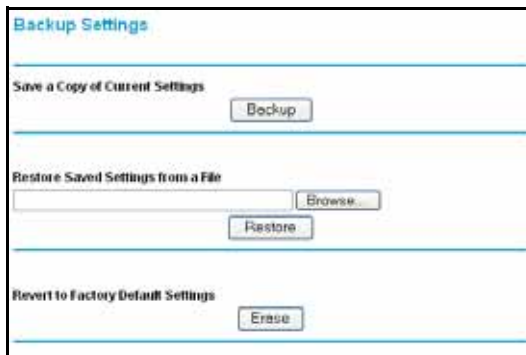 Backup Settings
Save a Copy of Current Settings
Backup
Restore Saved Settings from a File
Browse...
Restore
Revert to Factory Default Settings
Erase